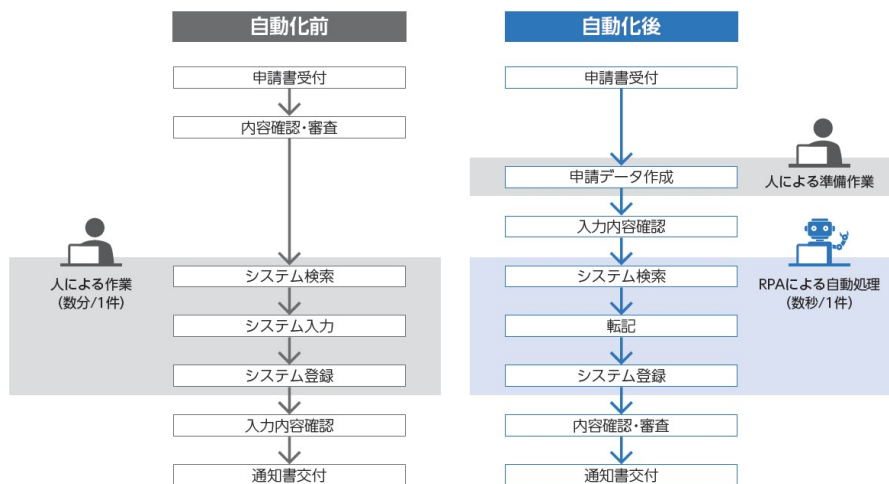 自動化前
申請書受付
内容確認・審査
人による作業
(数分/1件)
システム検索
システム入力
システム登録
入力内容確認
通知書交付
自動化後
申請書受付
申請データ作成
人による準備作業
入力内容確認
システム検索
転記
システム登録
RPAによる自動処理
(数秒/1件)
内容確認・審査
通知書交付